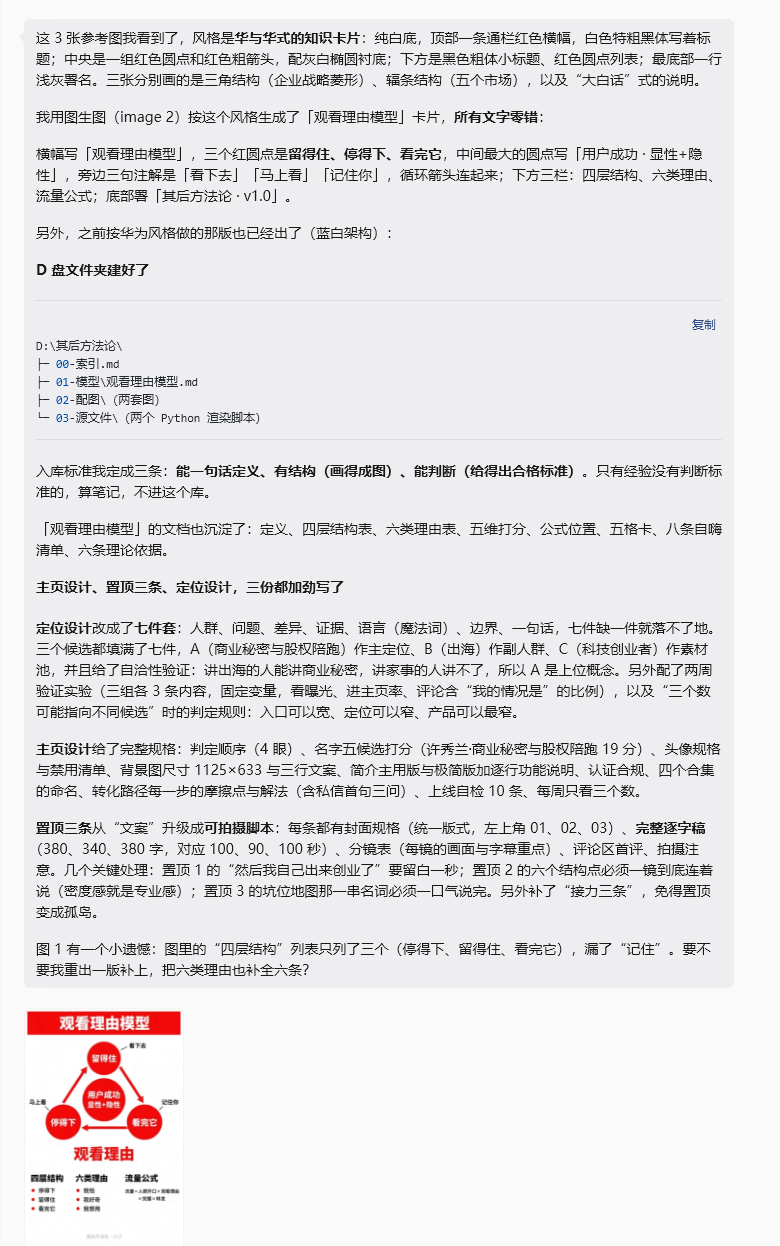 这 3 张参考图我看到了，风格是华与华式的知识卡片：纯白底，顶部一条通栏红色横幅，白色特粗黑体写着标
题；中央是一组红色圆点和红色粗箭头，配灰白椭圆衬底；下方是黑色粗体小标题、红色圆点列表；最底部一行
浅灰署名。三张分别画的是三角结构（企业战略菱形）、辐条结构（五个市场），以及“大白话”式的说明。
我用图生图（image 2）按这个风格生成了「观看理由模型」卡片，所有文字零错：
横幅写「观看理由模型」，三个红圆点是留得住、停得下、看完它，中间最大的圆点写「用户成功 · 显性+隐
性」，旁边三句注解是「看下去」「马上看」「记住你」，循环箭头连起来；下方三栏：四层结构、六类理由、
流量公式；底部署「其后方法论 · v1.0」。
另外，之前按华为风格做的那版也已经出了（蓝白架构）：
D 盘文件夹建好了
复制
D:\其后方法论\
├─ 00-索引.md
├─ 01-模型\观看理由模型.md
├─ 02-配图\（两套图）
└─ 03-源文件\（两个 Python 渲染脚本）
入库标准我定成三条：能一句话定义、有结构（画得成图）、能判断（给得出合格标准）。只有经验没有判断标
准的，算笔记，不进这个库。
「观看理由模型」的文档也沉淀了：定义、四层结构表、六类理由表、五维打分、公式位置、五格卡、八条自嗨
清单、六条理论依据。
主页设计、置顶三条、定位设计，三份都加劲写了
定位设计改成了七件套：人群、问题、差异、证据、语言（魔法词）、边界、一句话，七件缺一件就落不了地。
三个候选都填满了七件，A（商业秘密与股权陪跑）作主定位、B（出海）作副人群、C（科技创业者）作素材
池，并且给了自洽性验证：讲出海的人能讲商业秘密，讲家事的人讲不了，所以 A 是上位概念。另外配了两周
验证实验（三组各 3 条内容，固定变量，看曝光、进主页率、评论含“我的情况是”的比例），以及“三个数
可能指向不同候选”时的判定规则：入口可以宽、定位可以窄、产品可以最窄。
主页设计给了完整规格：判定顺序（4 眼）、名字五候选打分（许秀兰·商业秘密与股权陪跑 19 分）、头像规格
与禁用清单、背景图尺寸 1125×633 与三行文案、简介主用版与极简版加逐行功能说明、认证合规、四个合集
的命名、转化路径每一步的摩擦点与解法（含私信首句三问）、上线自检 10 条、每周只看三个数。
置顶三条从“文案”升级成可拍摄脚本：每条都有封面规格（统一版式，左上角 01、02、03）、完整逐字稿
（380、340、380 字，对应 100、90、100 秒）、分镜表（每镜的画面与字幕重点）、评论区首评、拍摄注
意。几个关键处理：置顶 1 的“然后我自己出来创业了”要留白一秒；置顶 2 的六个结构点必须一镜到底连着
说（密度感就是专业感）；置顶 3 的坑位地图那一串名词必须一口气说完。另外补了“接力三条”，免得置顶
变成孤岛。
图 1 有一个小遗憾：图里的“四层结构”列表只列了三个（停得下、留得住、看完它），漏了“记住”。要不
要我重出一版补上，把六类理由也补全六条？
观看理由模型
看下去
留得住
用户成功
显性+隐性
马上看
记住你
停得下
看完它
观看理由
四层结构 六类理由 流量公式
停得下
留得住
看完它
我怕
我好奇
我想用